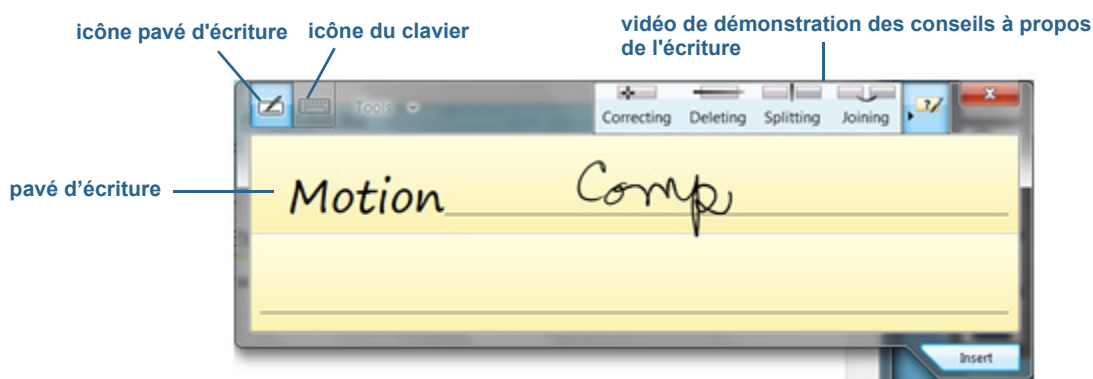 vidéo de démonstration des conseils à propos
de l'écriture
icône pavé d'écriture
icône du clavier
Tools
Correcting
Deleting
Splitting
Joining
pavé d’écriture
Motion Comp
Insert